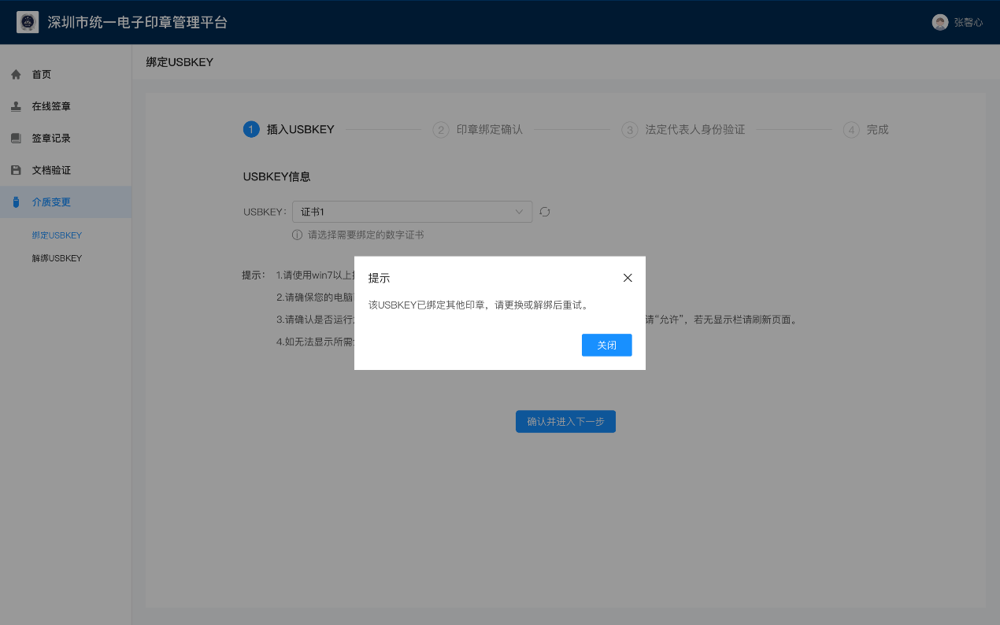 深圳市统一电子印章管理平台
张馨心
首页
在线签章
签章记录
文档验证
介质变更
绑定USBKEY
解绑USBKEY
绑定USBKEY
1 插入USBKEY
2 印章绑定确认
3 法定代表人身份验证
4 完成
USBKEY信息
USBKEY: 证书1
请选择需要绑定的数字证书
提示: 1.请使用win7以上
2.请确保您的电脑
3.请确认是否运行 请“允许”，若无显示栏请刷新页面。
4.如无法显示所需
提示
该USBKEY已绑定其他印章，请更换或解绑后重试。
关闭
确认并进入下一步